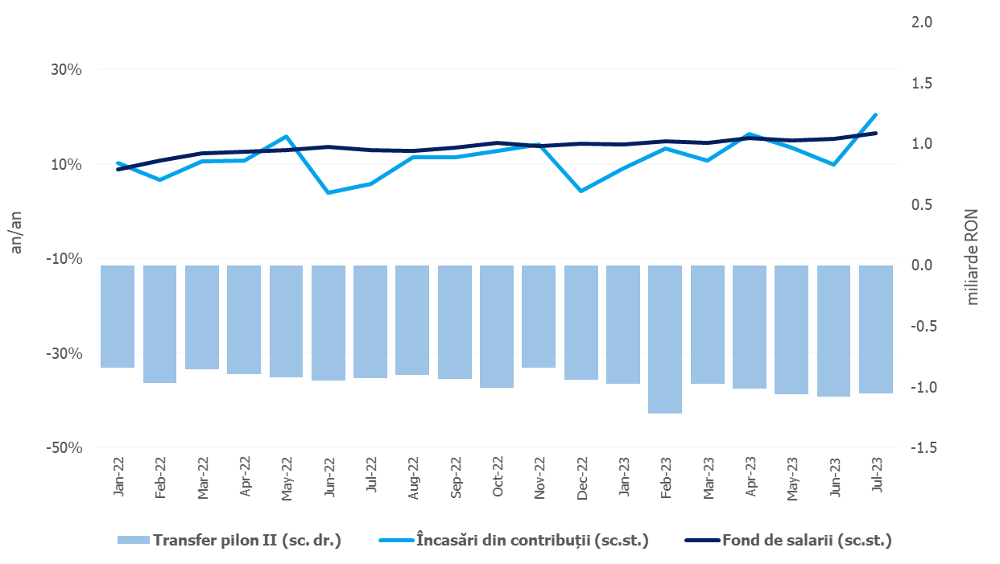 2.0
30%
1.5
1.0
10%
0.5
an/an
miliarde RON
-10%
0.0
-0.5
-30%
-1.0
-50%
-1.5
Jan-22
Feb-22
Mar-22
Apr-22
May-22
Jun-22
Jul-22
Aug-22
Sep-22
Oct-22
Nov-22
Dec-22
Jan-23
Feb-23
Mar-23
Apr-23
May-23
Jun-23
Jul-23
Transfer pilon II (sc. dr.)
Încasări din contribuții (sc.st.)
Fond de salarii (sc.st.)